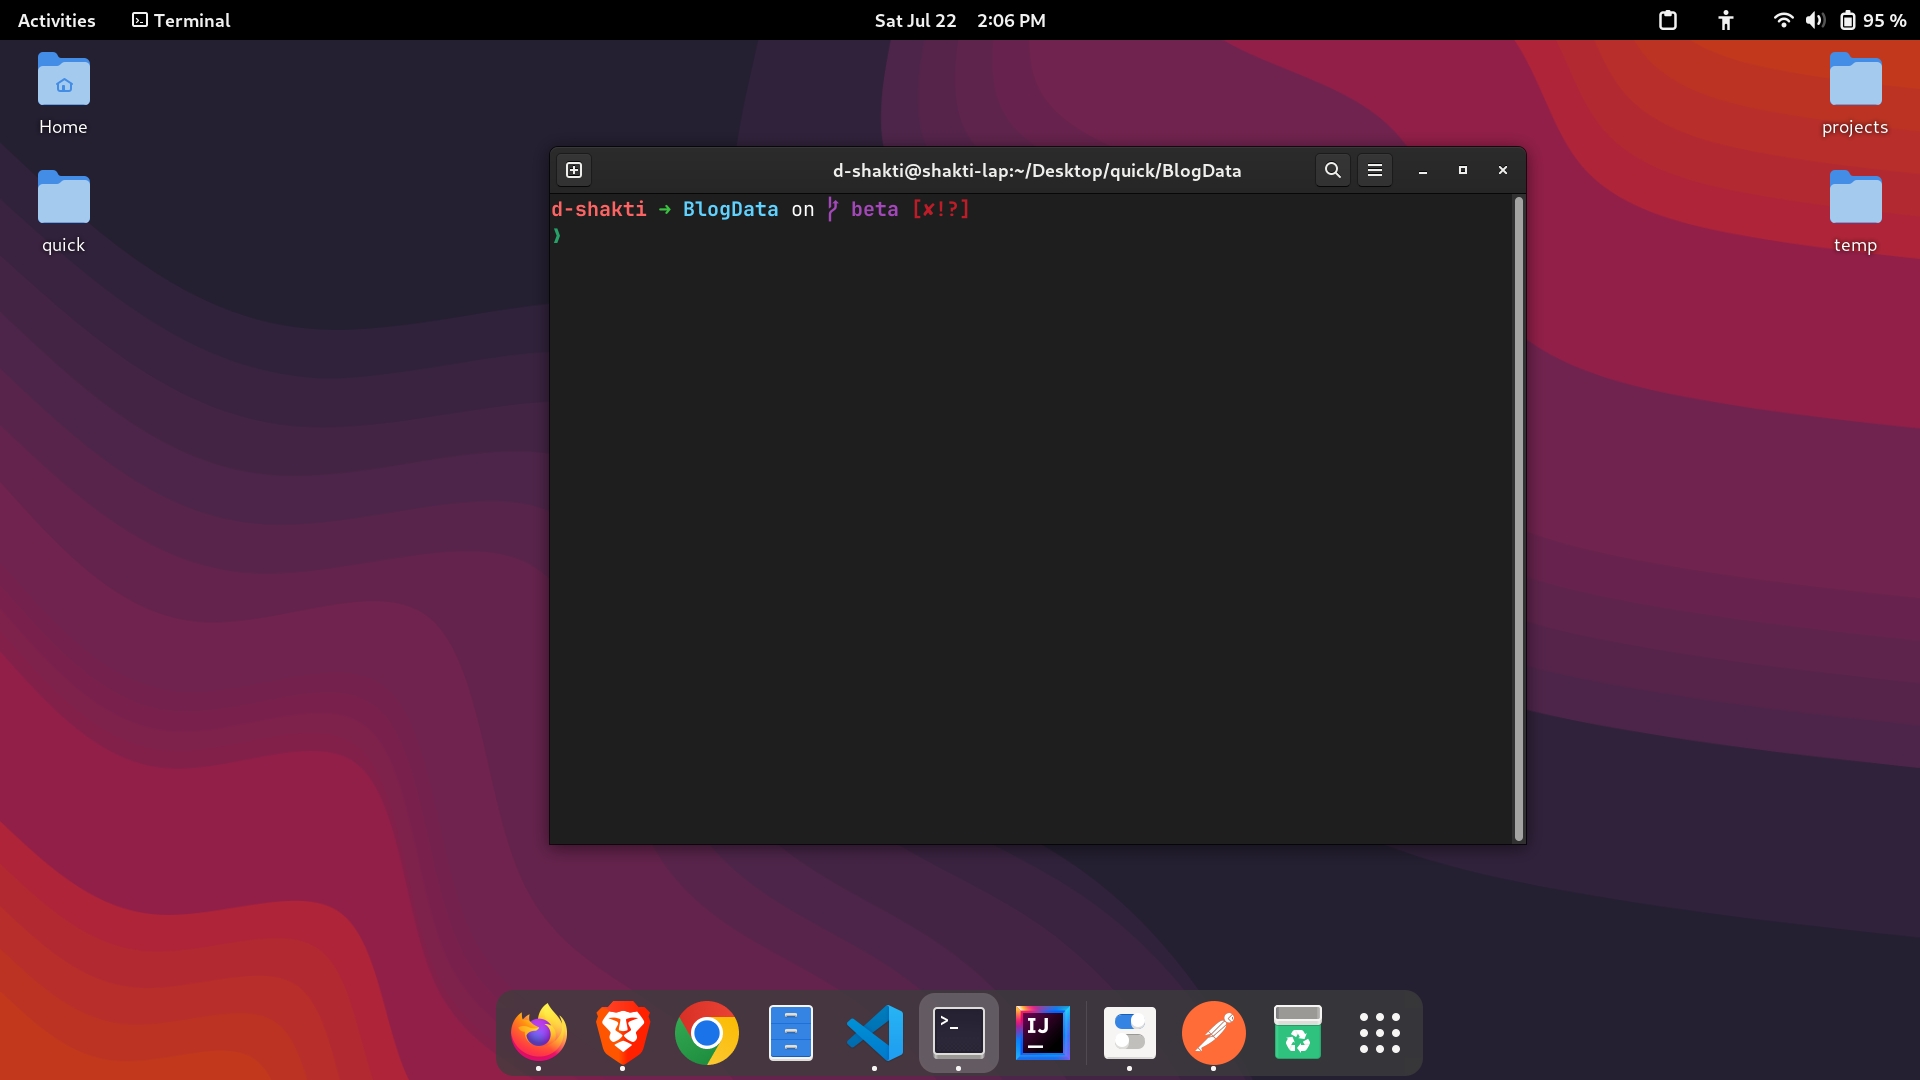 Activities Terminal Sat Jul 22 2:06 PM 95 %
Home
quick
projects
temp
d-shakti@shakti-lap:~/Desktop/quick/BlogData
d-shakti ➜ BlogData on beta [✘!?]
❫
>_
IJ